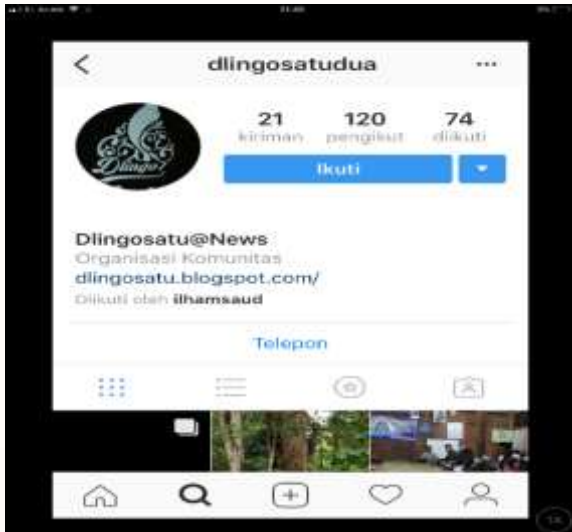 dlingosatudua
21 120 74
kiriman pengikut diikuti
Ikuti
Dlingo
Dlingosatu@News
Organisasi Komunitas
dlingosatu.blogspot.com/
Diikuti oleh ilhamsaud
Telepon